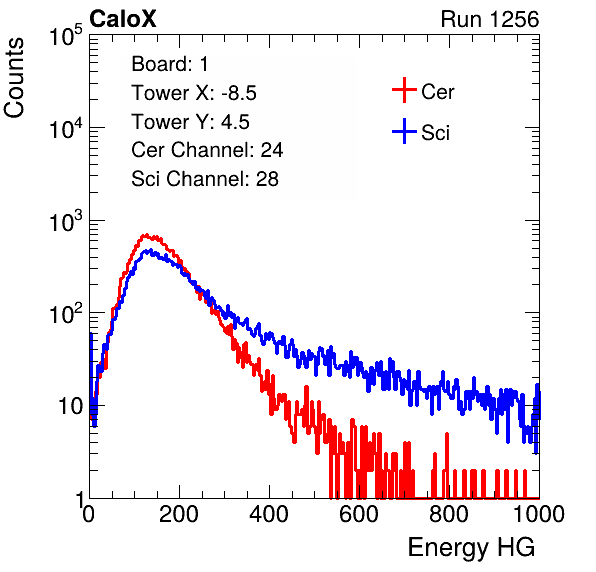 CaloX Run 1256
Counts
10^5
10^4
10^3
10^2
10
1
Board: 1
Tower X: -8.5
Tower Y: 4.5
Cer Channel: 24
Sci Channel: 28
Cer
Sci
0 200 400 600 800 1000
Energy HG